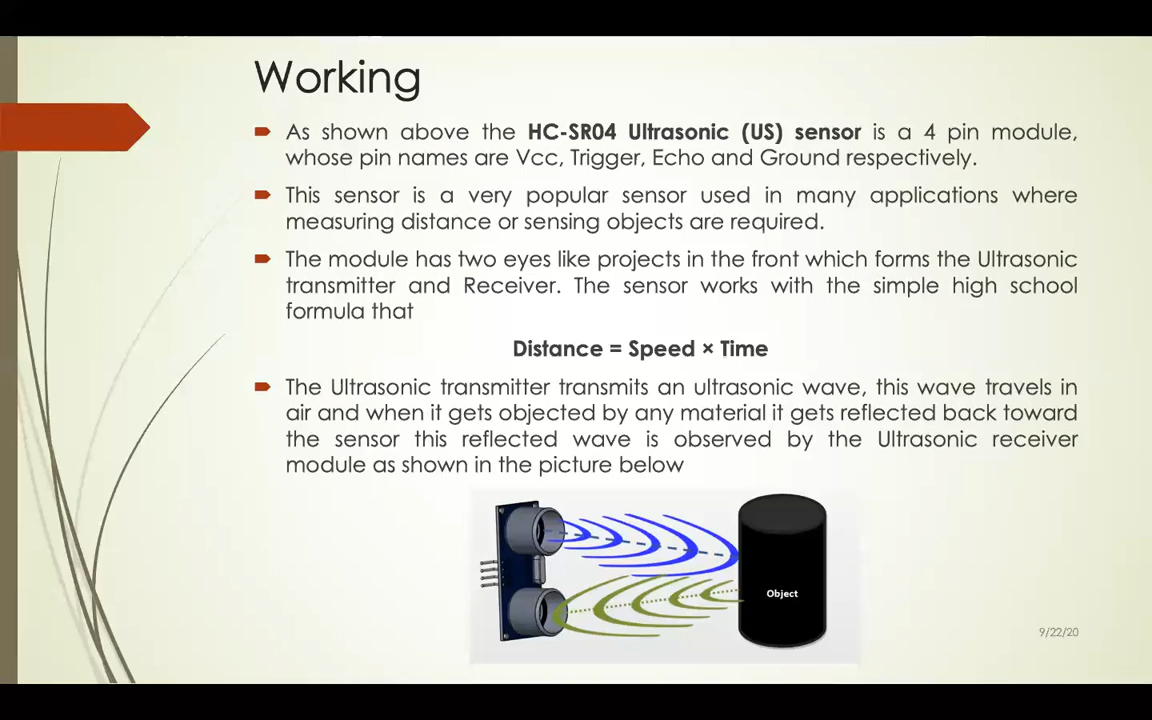 Working
As shown above the HC-SR04 Ultrasonic (US) sensor is a 4 pin module,
whose pin names are Vcc, Trigger, Echo and Ground respectively.
This sensor is a very popular sensor used in many applications where
measuring distance or sensing objects are required.
The module has two eyes like projects in the front which forms the Ultrasonic
transmitter and Receiver. The sensor works with the simple high school
formula that
Distance = Speed × Time
The Ultrasonic transmitter transmits an ultrasonic wave, this wave travels in
air and when it gets objected by any material it gets reflected back toward
the sensor this reflected wave is observed by the Ultrasonic receiver
module as shown in the picture below
Object
9/22/20